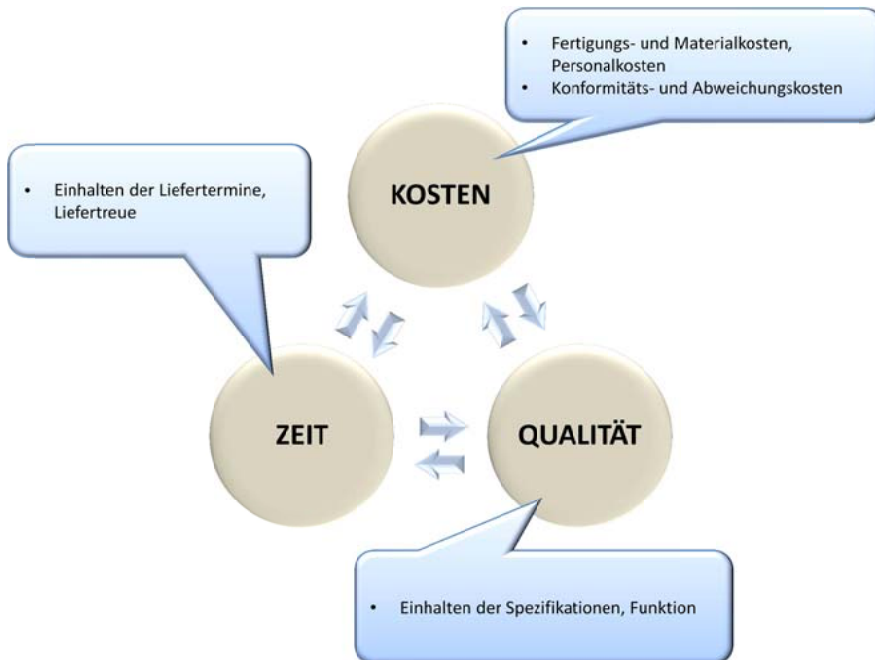 • Fertigungs- und Materialkosten,
Personalkosten
• Konformitäts- und Abweichungskosten
• Einhalten der Liefertermine,
Liefertreue
KOSTEN
ZEIT
QUALITÄT
• Einhalten der Spezifikationen, Funktion